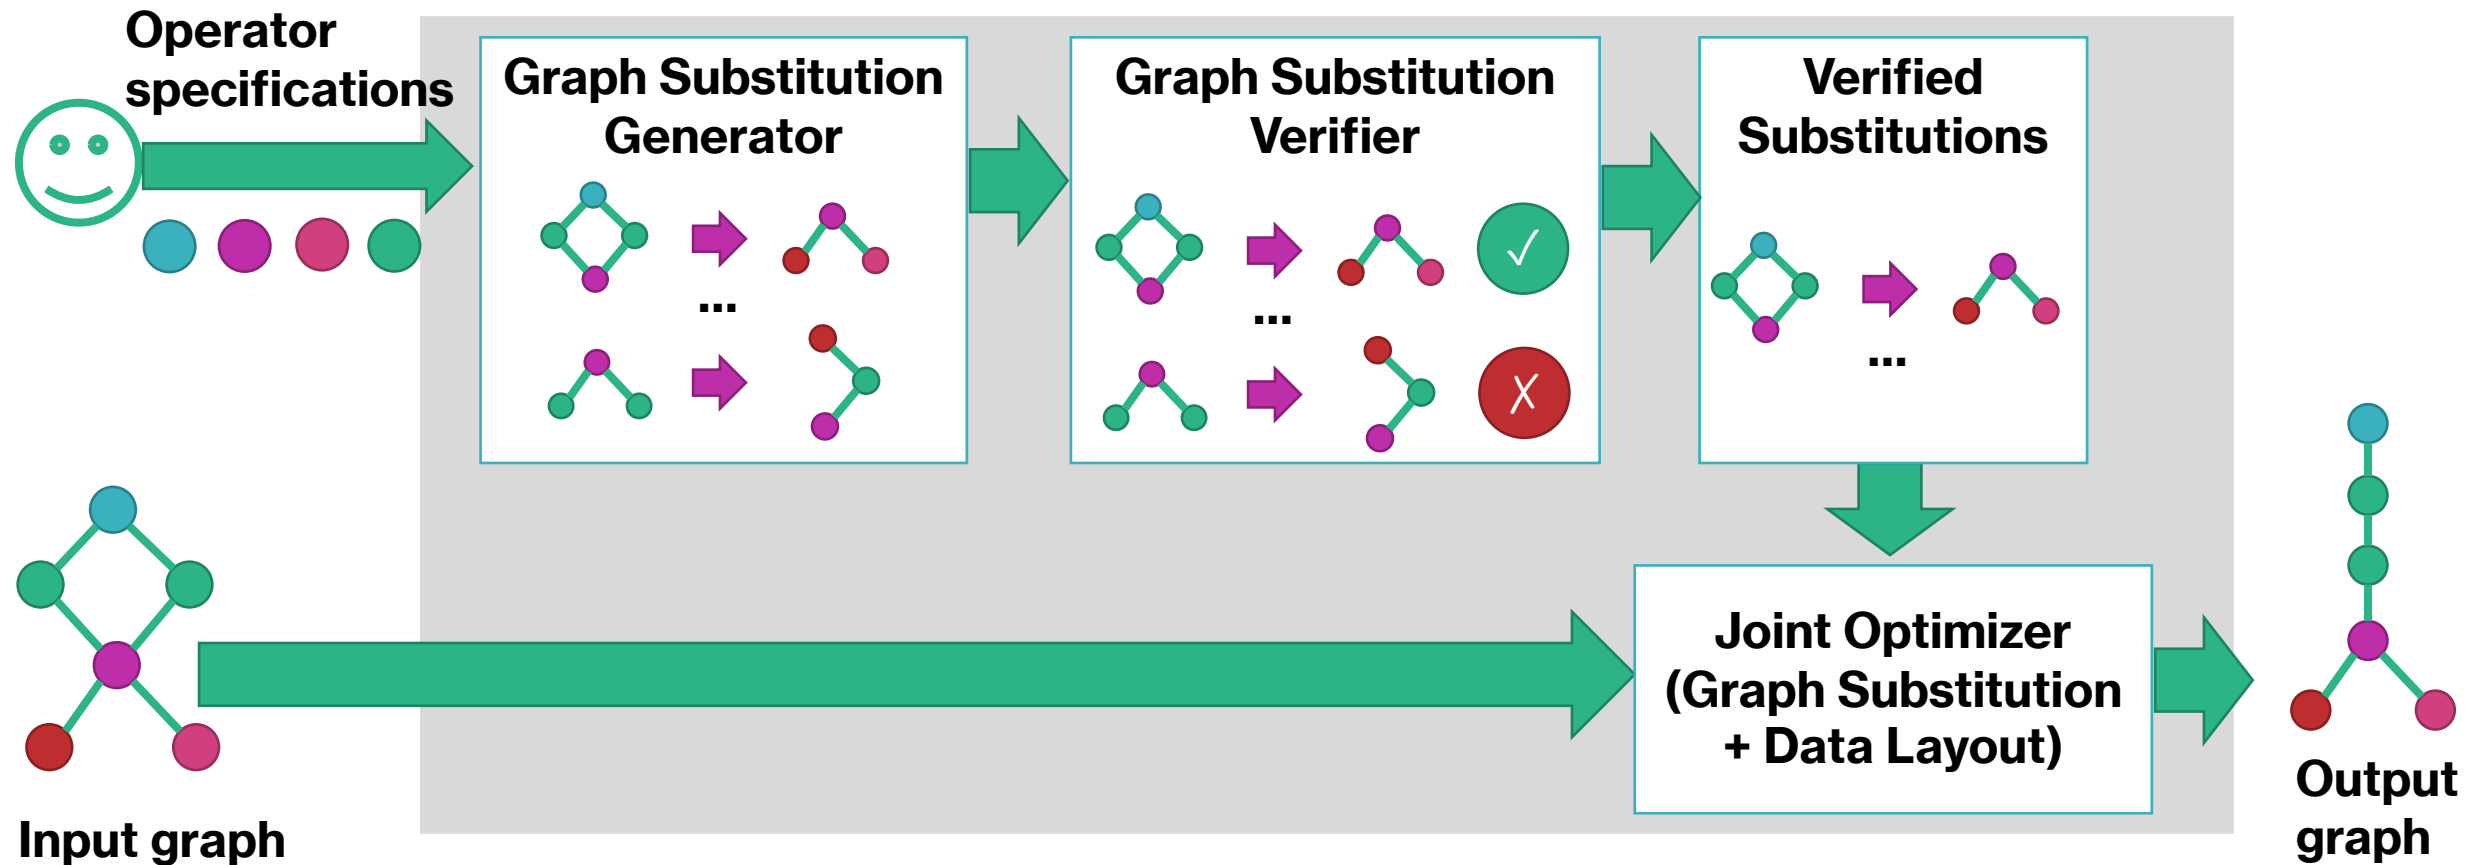 Operator
specifications
Graph Substitution
Generator
...
Graph Substitution
Verifier
✓
...
✗
Verified
Substitutions
...
Joint Optimizer
(Graph Substitution
+ Data Layout)
Input graph
Output
graph